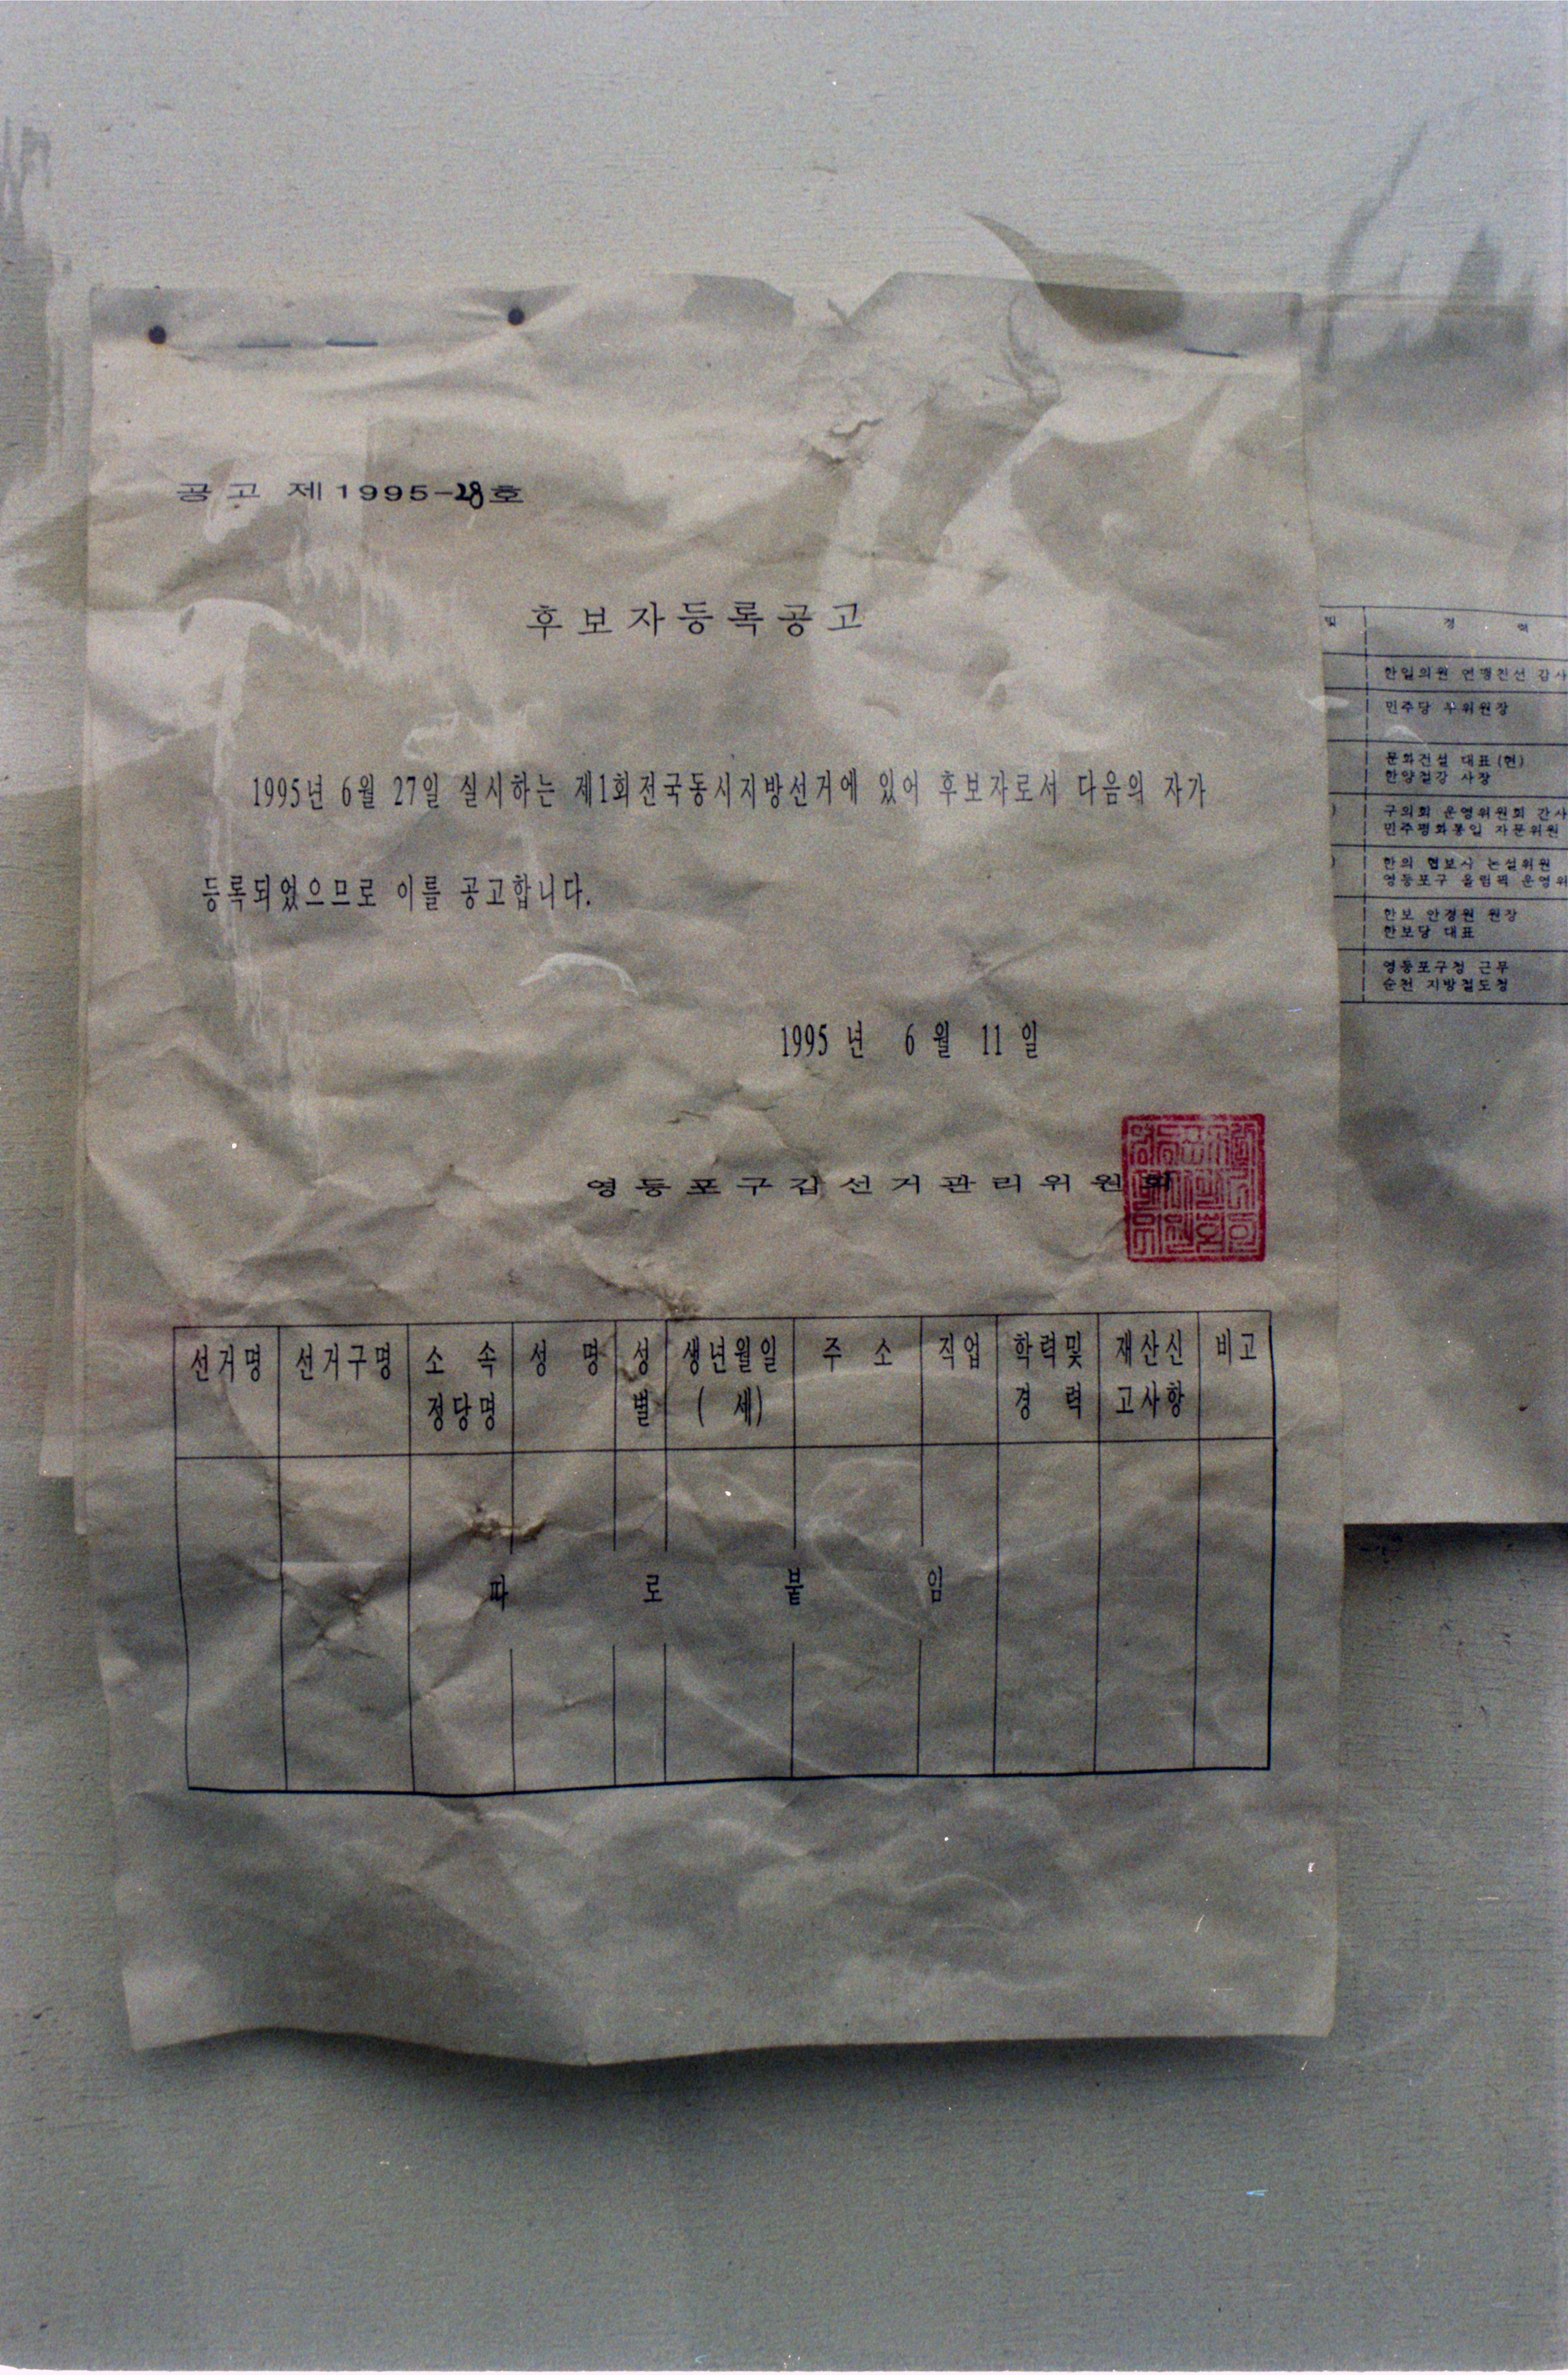 공고 제1995-28호
후보자등록공고
1995년 6월 27일 실시하는 제1회전국동시지방선거에 있어 후보자로서 다음의 자가
등록되었으므로 이를 공고합니다.
1995년 6월 11일
영등포구갑선거관리위원회
선거명 선거구명 소속 성명 성 생년월일 주소 직업 학력및 재산신 비고
정당명 별 (세) 경력 고사항
따로붙임
및 경력
한일의원 연맹친선 감사
민주당 부위원장
문화건설 대표(현)
한양철강 사장
구의회 운영위원회 간사
민주평화통일 자문위원
한의 협보사 논설위원
영등포구 올림픽 운영위
한보 안경원 원장
한보당 대표
영등포구청 근무
순천 지방철도청